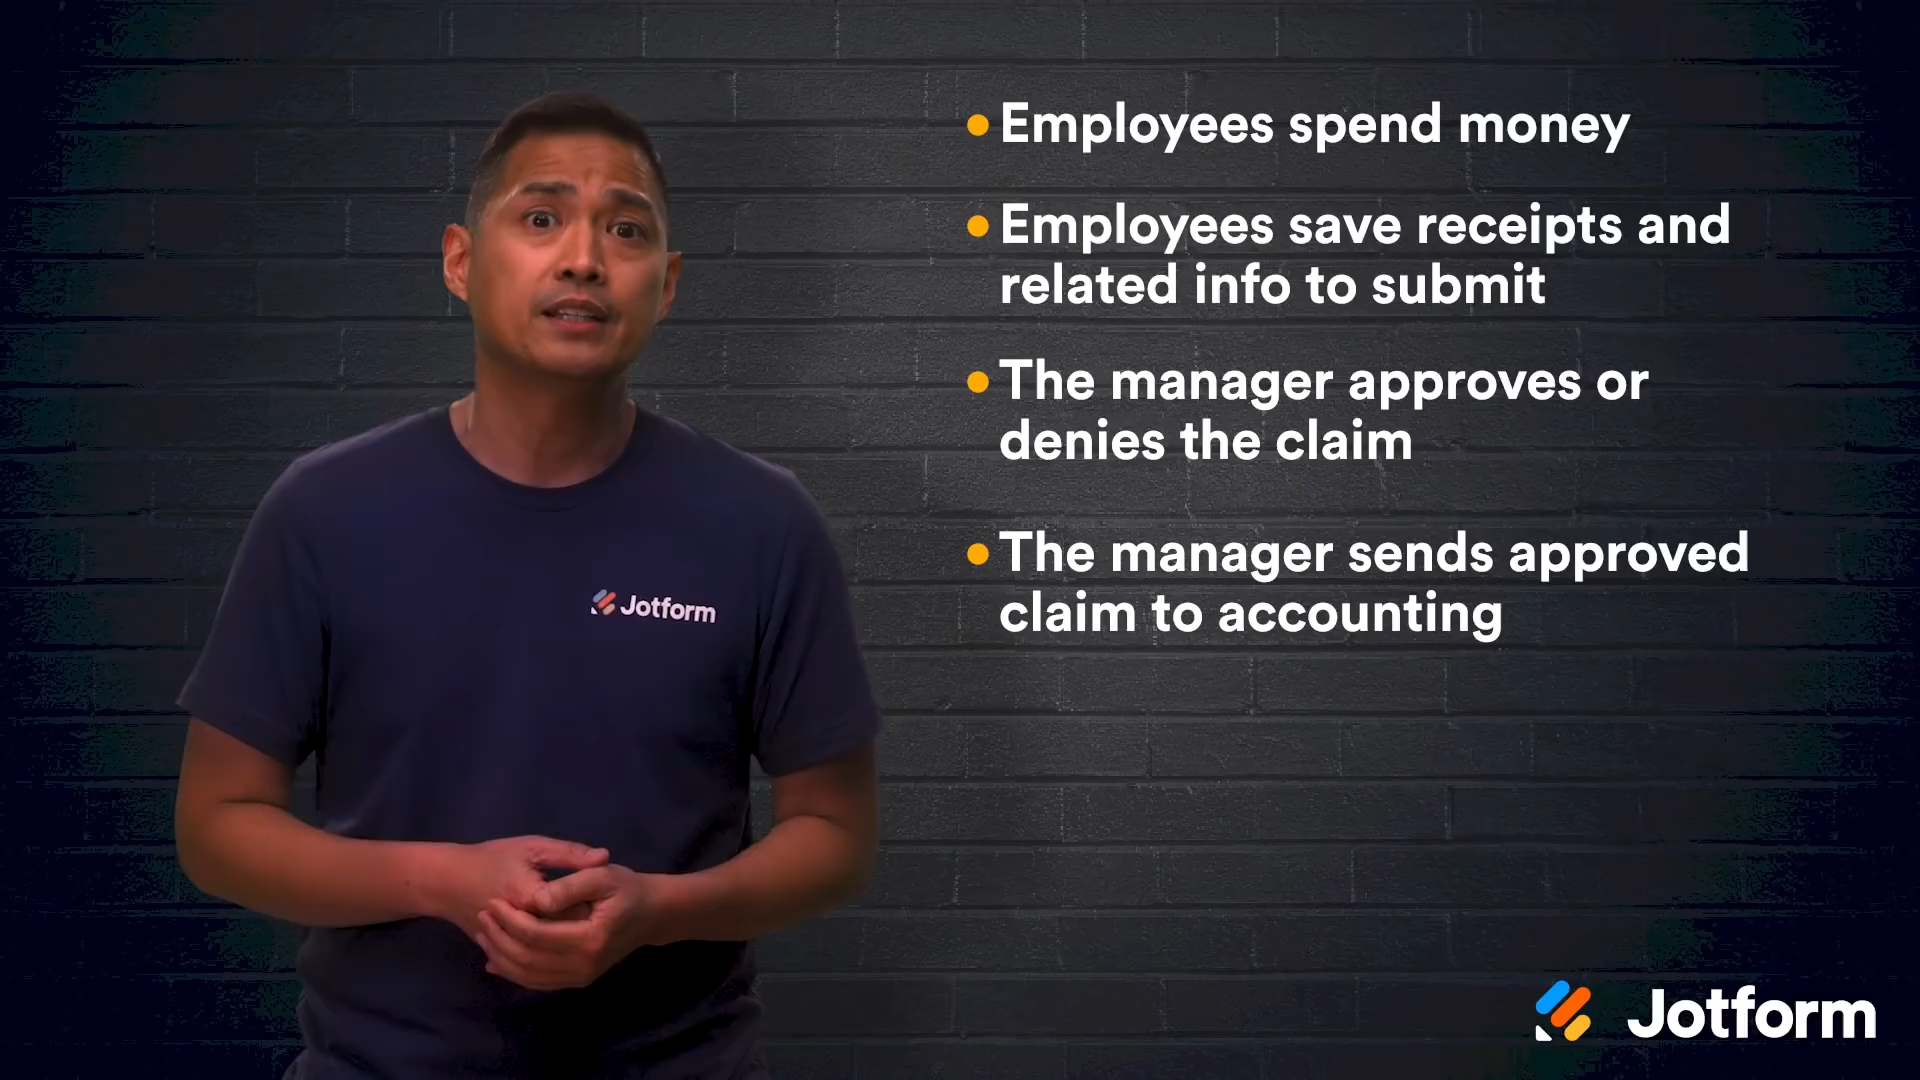 Employees spend money
Employees save receipts and
related info to submit
The manager approves or
denies the claim
The manager sends approved
claim to accounting
Jotform
Jotform